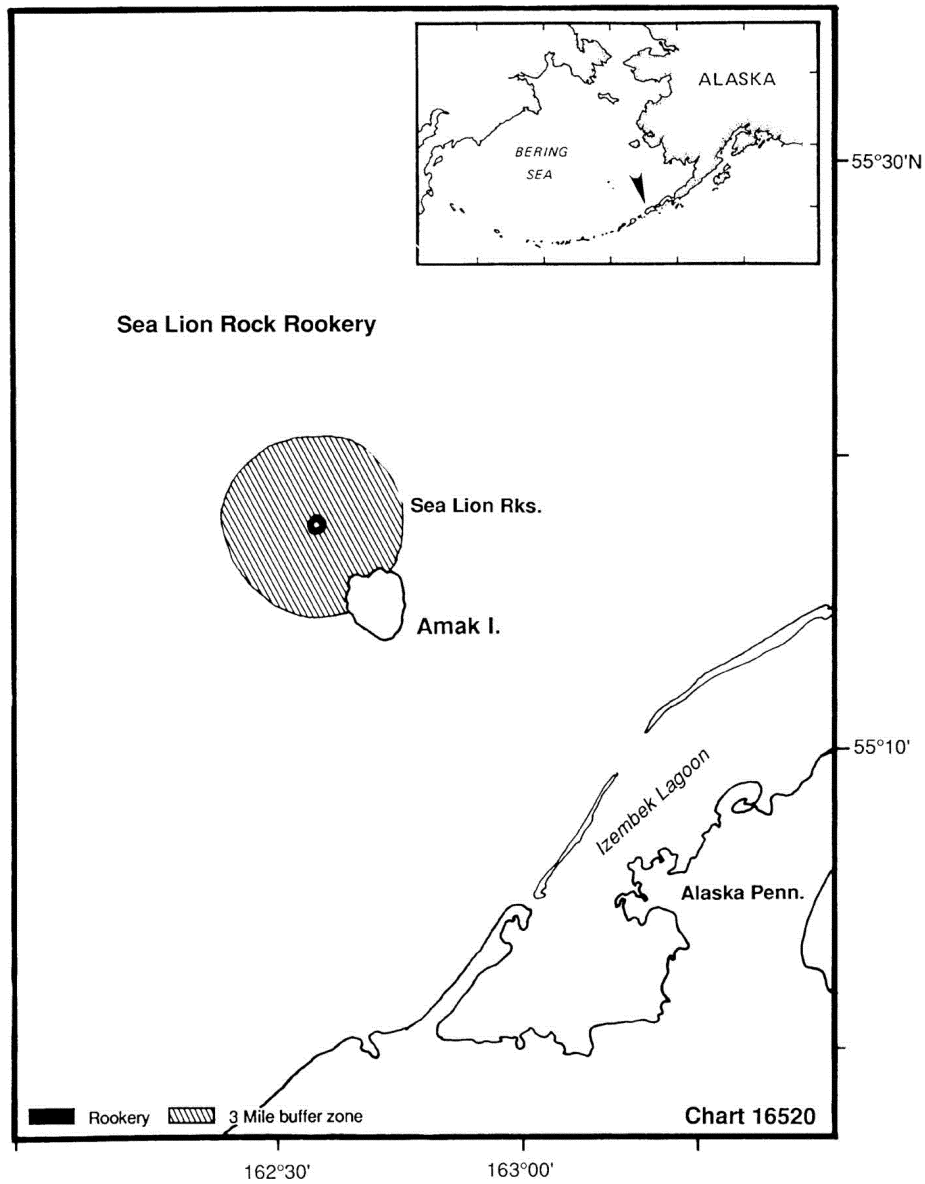 ALASKA
BERING
SEA
55°30'N
Sea Lion Rock Rookery
Sea Lion Rks.
Amak I.
55°10'
Izembek Lagoon
Alaska Penn.
Rookery
3 Mile buffer zone
Chart 16520
162°30'
163°00'